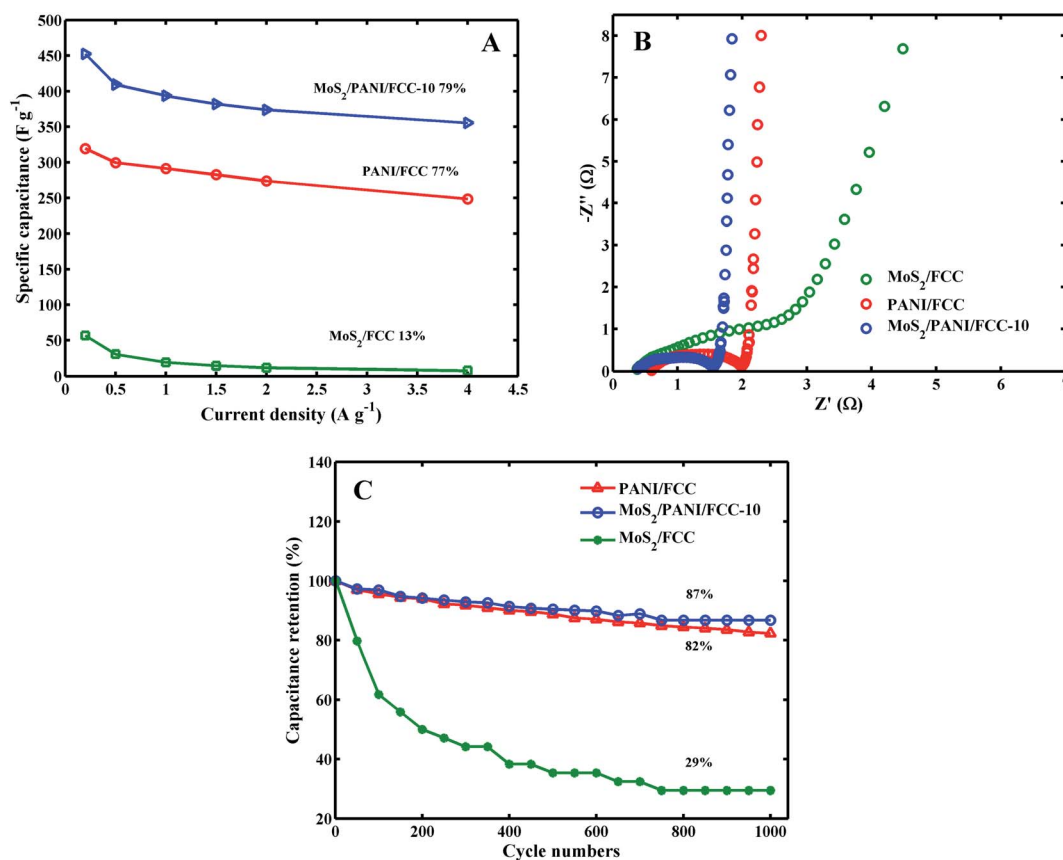 A
500
450
400
350
300
250
200
150
100
50
0
Specific capacitance (F g⁻¹)
MoS₂/PANI/FCC-10 79%
PANI/FCC 77%
MoS₂/FCC 13%
0 0.5 1 1.5 2 2.5 3 3.5 4 4.5
Current density (A g⁻¹)
B
8
7
6
5
4
3
2
1
0
-Z'' (Ω)
MoS₂/FCC
PANI/FCC
MoS₂/PANI/FCC-10
0 1 2 3 4 5 6 7
Z' (Ω)
C
140
120
100
80
60
40
20
Capacitance retention (%)
PANI/FCC
MoS₂/PANI/FCC-10
MoS₂/FCC
87%
82%
29%
0 200 400 600 800 1000
Cycle numbers